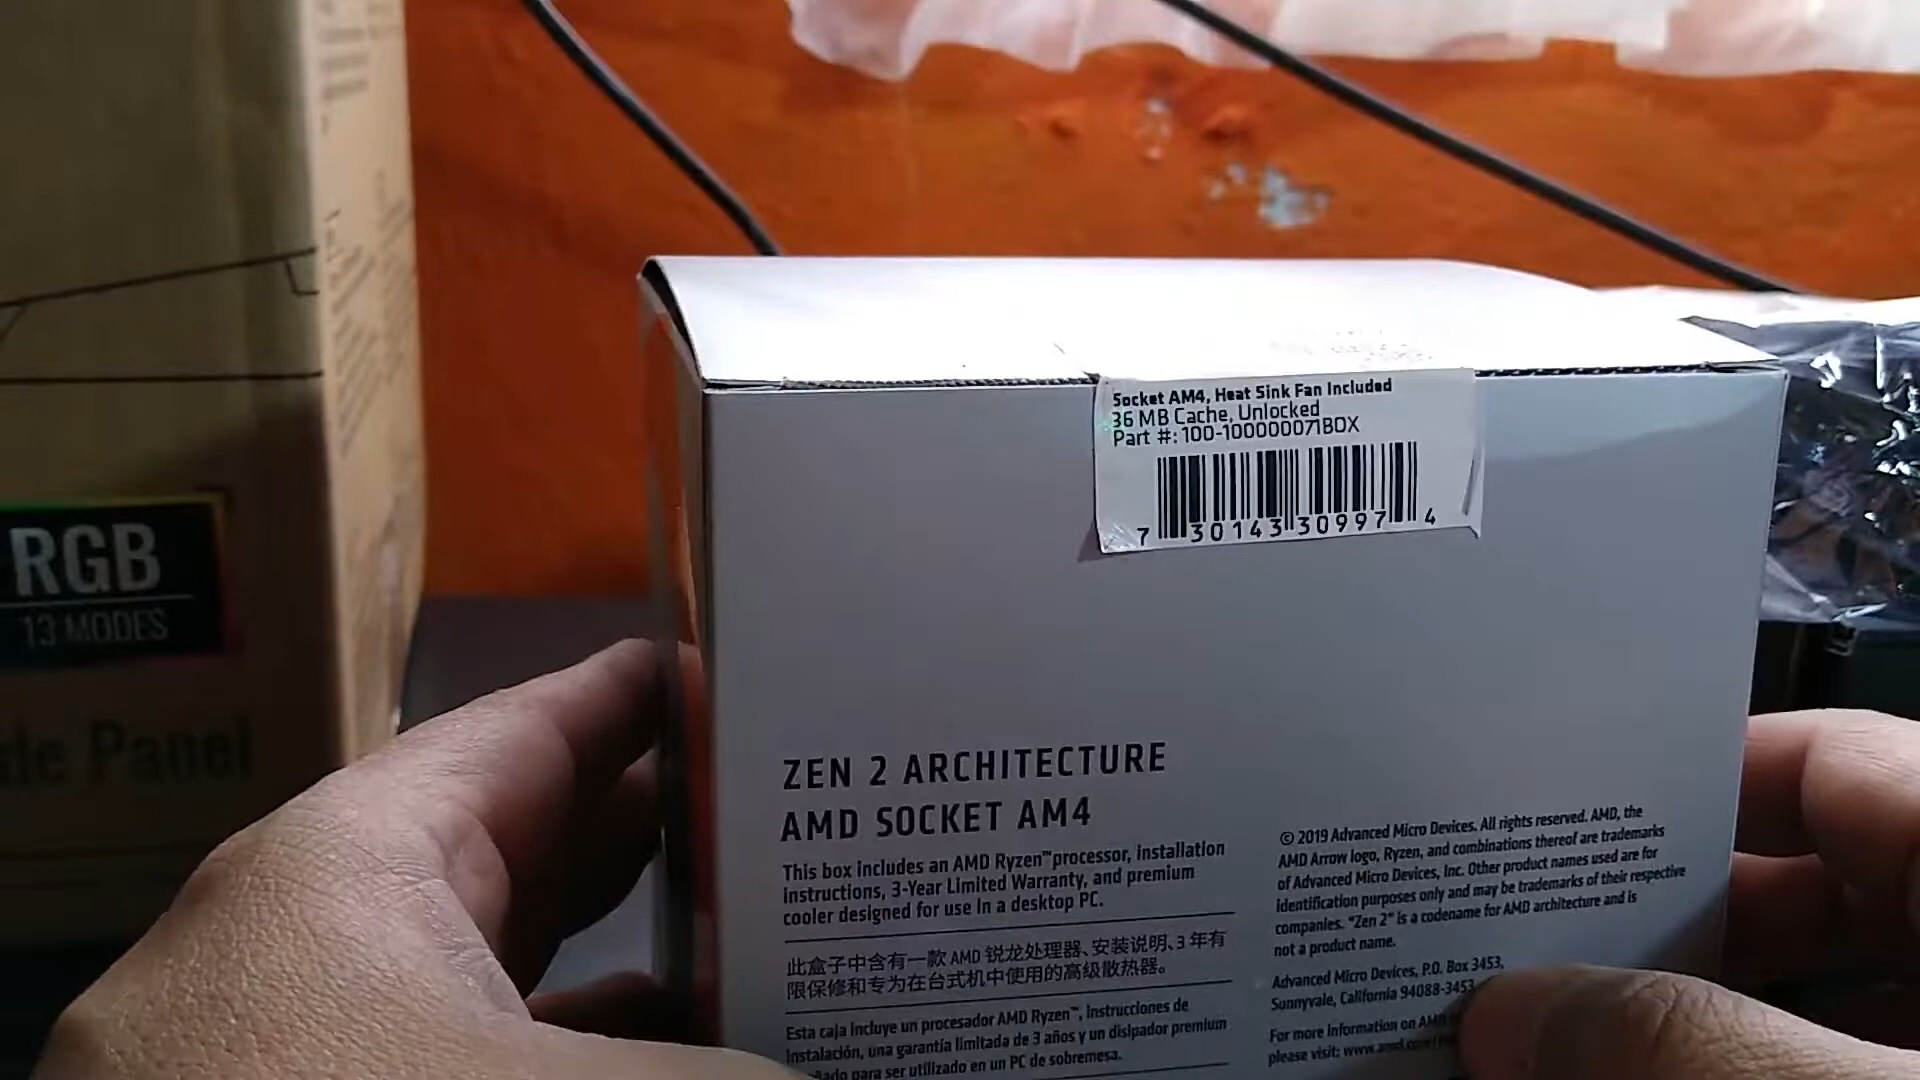 RGB
13 MODES
Panel
Socket AM4, Heat Sink Fan Included
36 MB Cache, Unlocked
Part #: 100-100000071BOX
7 30143 30997 4
ZEN 2 ARCHITECTURE
AMD SOCKET AM4
This box includes an AMD Ryzen™ processor, installation
instructions, 3-Year Limited Warranty, and premium
cooler designed for use in a desktop PC.
此盒子中含有一款 AMD 锐龙处理器、安装说明、3 年有
限保修和专为在台式机中使用的高级散热器。
Esta caja incluye un procesador AMD Ryzen™, instrucciones de
instalación, una garantía limitada de 3 años y un disipador premium
para ser utilizado en un PC de sobremesa.
© 2019 Advanced Micro Devices. All rights reserved. AMD, the
AMD Arrow logo, Ryzen, and combinations thereof are trademarks
of Advanced Micro Devices, Inc. Other product names used are for
identification purposes only and may be trademarks of their respective
companies. "Zen 2" is a codename for AMD architecture and is
not a product name.
Advanced Micro Devices, P.O. Box 3453,
Sunnyvale, California 94088-3453
For more information on AMD
please visit: www.amd.com/